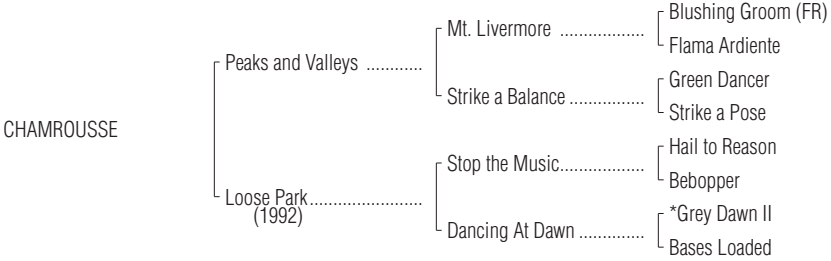 Blushing Groom (FR)
Mt. Livermore ..................
Flama Ardiente
Peaks and Valleys ............
Green Dancer
Strike a Balance ................
Strike a Pose
CHAMROUSSE
Hail to Reason
Stop the Music..................
Bebopper
Loose Park........................
(1992)
*Grey Dawn II
Dancing At Dawn ..............
Bases Loaded